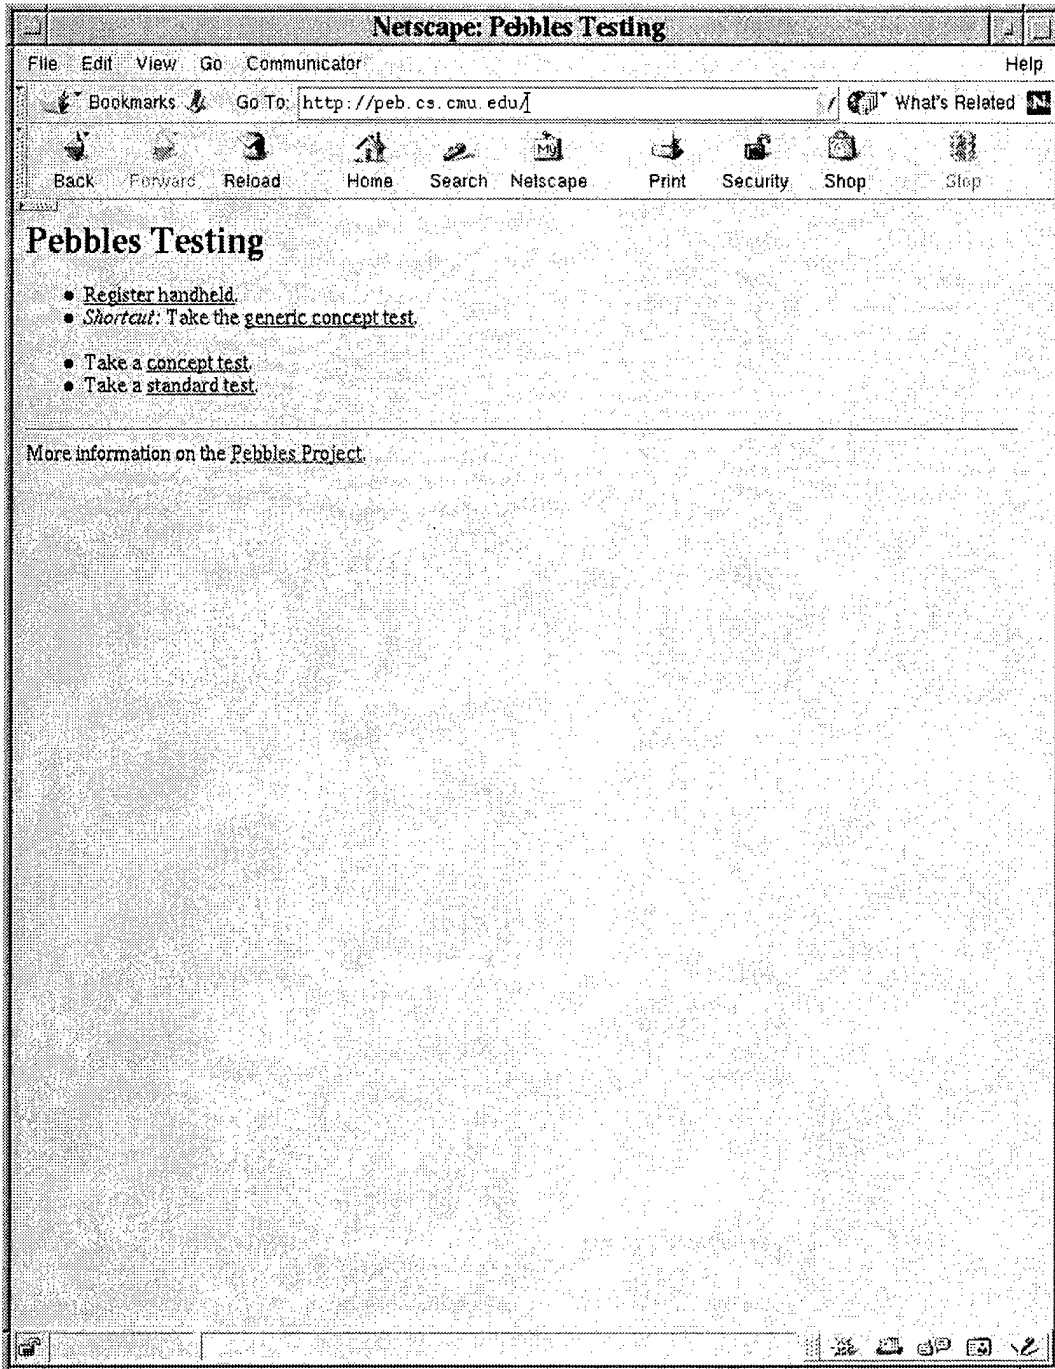 Netscape: Pebbles Testing
File Edit View Go Communicator Help
Bookmarks Go To: http://peb.cs.cmu.edu/ What's Related N
My
Back Forward Reload Home Search Netscape Print Security Shop Stop
Pebbles Testing
• Register handheld.
• Shortcut: Take the generic concept test.
• Take a concept test.
• Take a standard test.
More information on the Pebbles Project.